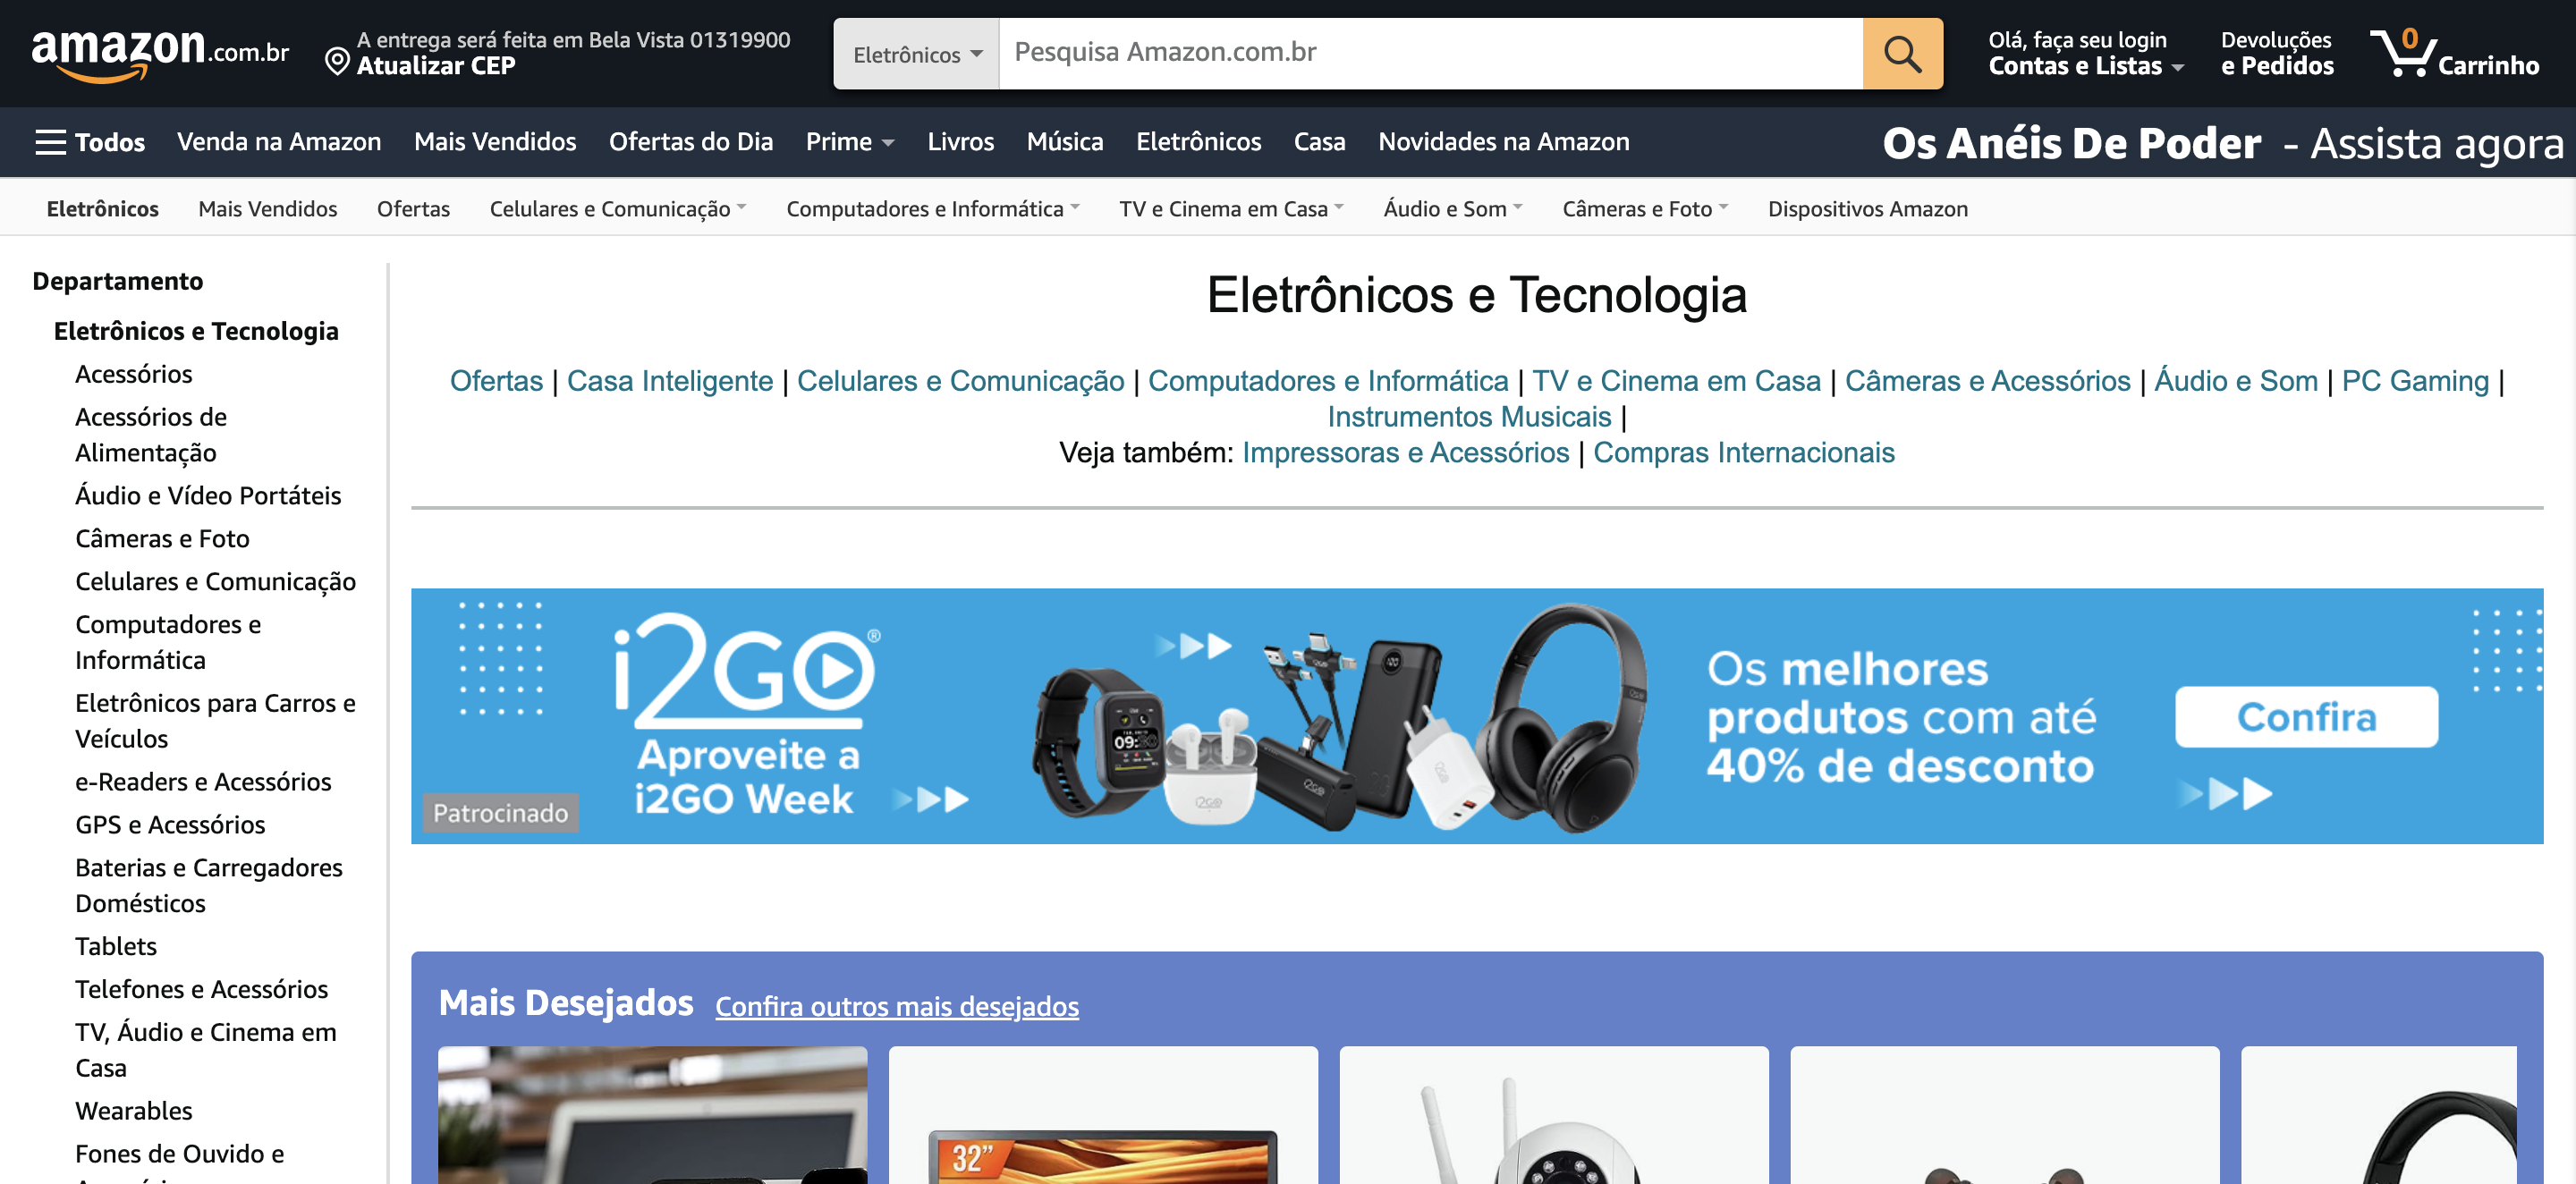 amazon.com.br
A entrega será feita em Bela Vista 01319900
Atualizar CEP
Eletrônicos
Pesquisa Amazon.com.br
Olá, faça seu login
Contas e Listas
Devoluções
e Pedidos
0
Carrinho
Todos
Venda na Amazon
Mais Vendidos
Ofertas do Dia
Prime
Livros
Música
Eletrônicos
Casa
Novidades na Amazon
Os Anéis De Poder - Assista agora
Eletrônicos
Mais Vendidos
Ofertas
Celulares e Comunicação
Computadores e Informática
TV e Cinema em Casa
Áudio e Som
Câmeras e Foto
Dispositivos Amazon
Departamento
Eletrônicos e Tecnologia
Acessórios
Acessórios de
Alimentação
Áudio e Vídeo Portáteis
Câmeras e Foto
Celulares e Comunicação
Computadores e
Informática
Eletrônicos para Carros e
Veículos
e-Readers e Acessórios
GPS e Acessórios
Baterias e Carregadores
Domésticos
Tablets
Telefones e Acessórios
TV, Áudio e Cinema em
Casa
Wearables
Fones de Ouvido e
Eletrônicos e Tecnologia
Ofertas | Casa Inteligente | Celulares e Comunicação | Computadores e Informática | TV e Cinema em Casa | Câmeras e Acessórios | Áudio e Som | PC Gaming |
Instrumentos Musicais |
Veja também: Impressoras e Acessórios | Compras Internacionais
i2GO®
Aproveite a
i2GO Week
Patrocinado
Os melhores
produtos com até
40% de desconto
Confira
Mais Desejados
Confira outros mais desejados
32”